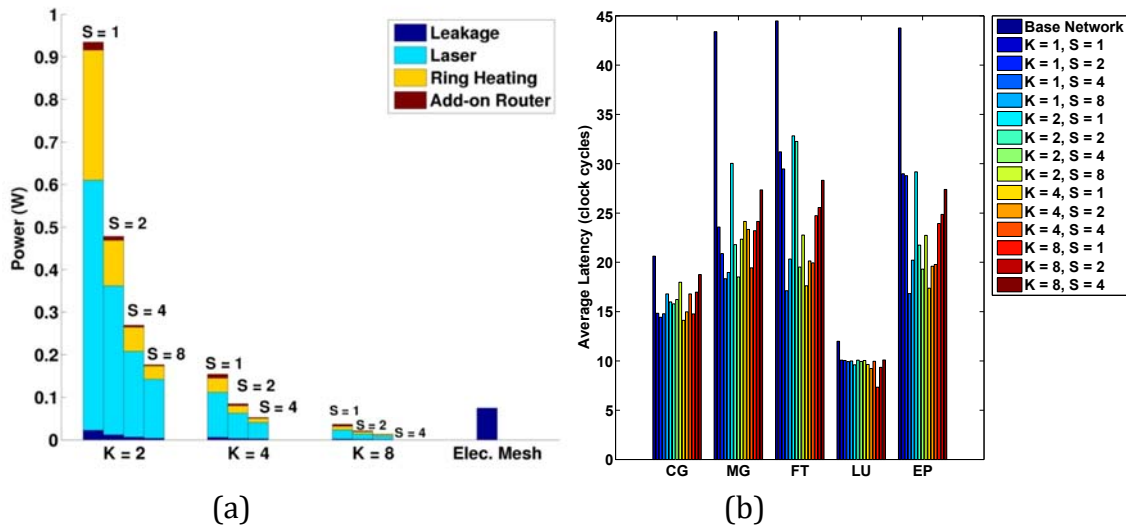 1
0.9
0.8
0.7
0.6
0.5
0.4
0.3
0.2
0.1
0
Power (W)
S = 1
S = 2
S = 4
S = 8
S = 1
S = 2
S = 4
S = 1
S = 2
S = 4
K = 2
K = 4
K = 8
Elec. Mesh
Leakage
Laser
Ring Heating
Add-on Router
(a)
45
40
35
30
25
20
15
10
5
0
Average Latency (clock cycles)
CG
MG
FT
LU
EP
Base Network
K = 1, S = 1
K = 1, S = 2
K = 1, S = 4
K = 1, S = 8
K = 2, S = 1
K = 2, S = 2
K = 2, S = 4
K = 2, S = 8
K = 4, S = 1
K = 4, S = 2
K = 4, S = 4
K = 8, S = 1
K = 8, S = 2
K = 8, S = 4
(b)